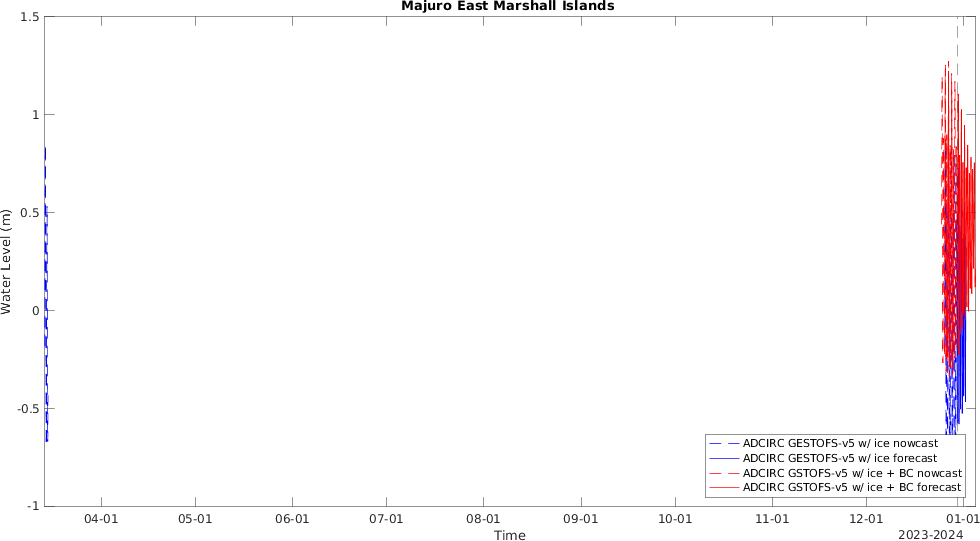 Majuro East Marshall Islands
1.5
1
0.5
0
-0.5
-1
Water Level (m)
04-01
05-01
06-01
07-01
08-01
09-01
10-01
11-01
12-01
01-01
Time
2023-2024
ADCIRC GESTOFS-v5 w/ ice nowcast
ADCIRC GESTOFS-v5 w/ ice forecast
ADCIRC GSTOFS-v5 w/ ice + BC nowcast
ADCIRC GSTOFS-v5 w/ ice + BC forecast